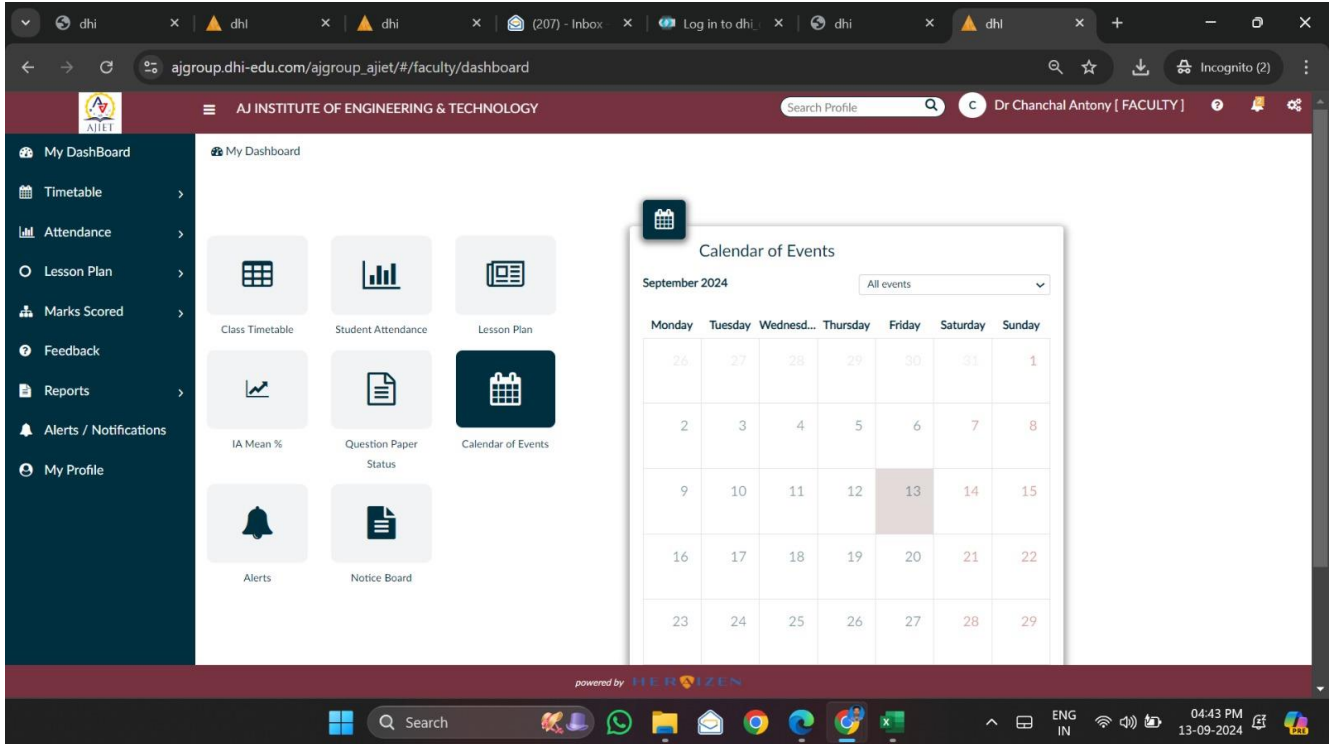 dhi
dhi
dhi
(207) - Inbox
Log in to dhi_
dhi
dhi
ajgroup.dhi-edu.com/ajgroup_ajiet/#/faculty/dashboard
Incognito (2)
AJIET
AJ INSTITUTE OF ENGINEERING & TECHNOLOGY
Search Profile
C
Dr Chanchal Antony [ FACULTY ]
My DashBoard
Timetable
Attendance
Lesson Plan
Marks Scored
Feedback
Reports
Alerts / Notifications
My Profile
My Dashboard
Class Timetable
Student Attendance
Lesson Plan
IA Mean %
Question Paper
Status
Calendar of Events
Alerts
Notice Board
Calendar of Events
September 2024
All events
Monday Tuesday Wednesd... Thursday Friday Saturday Sunday
26 27 28 29 30 31 1
2 3 4 5 6 7 8
9 10 11 12 13 14 15
16 17 18 19 20 21 22
23 24 25 26 27 28 29
powered by HERAIZEN
Search
ENG
IN
04:43 PM
13-09-2024
PRE